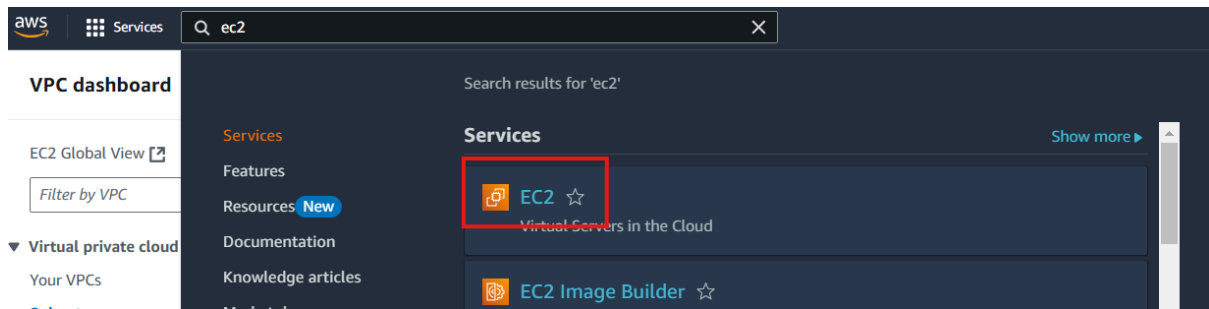 aws
Services
ec2
VPC dashboard
EC2 Global View
Filter by VPC
Virtual private cloud
Your VPCs
Search results for 'ec2'
Services
Features
Resources New
Documentation
Knowledge articles
Services
Show more
EC2
Virtual Servers in the Cloud
EC2 Image Builder